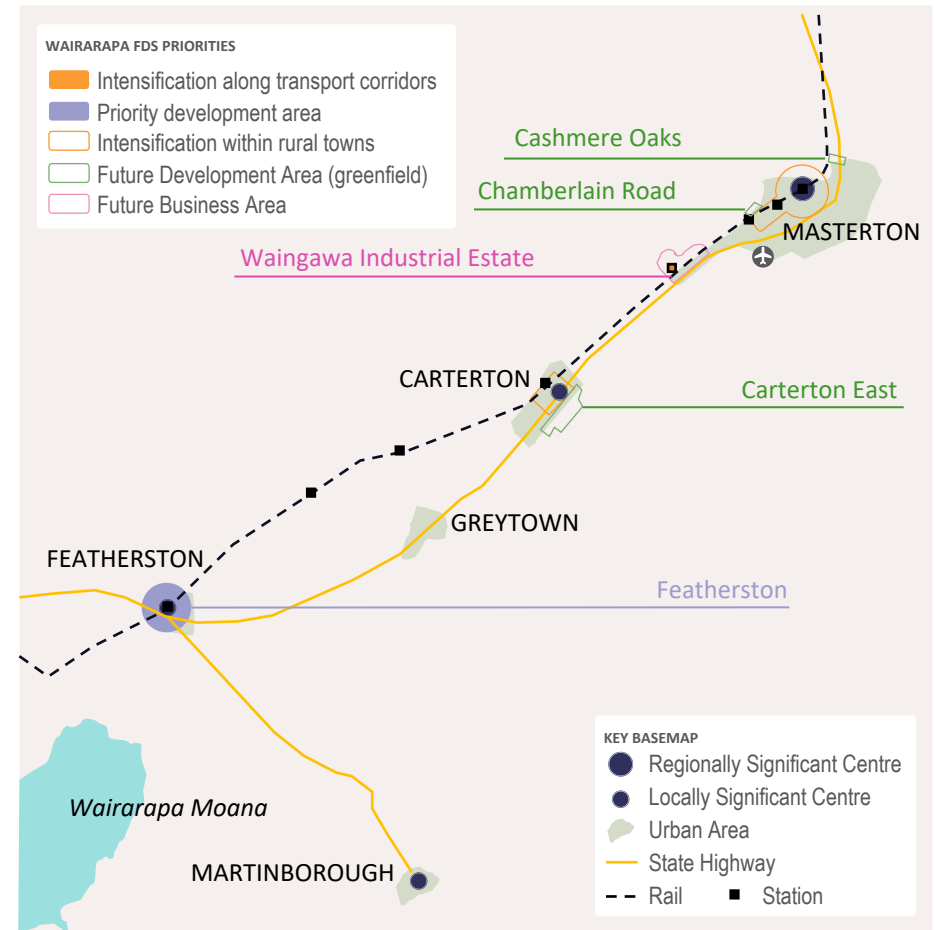 WAIRARAPA FDS PRIORITIES
Intensification along transport corridors
Priority development area
Intensification within rural towns
Future Development Area (greenfield)
Future Business Area
Cashmere Oaks
Chamberlain Road
MASTERTON
Waingawa Industrial Estate
CARTERTON
Carterton East
GREYTOWN
FEATHERSTON
Featherston
Wairarapa Moana
MARTINBOROUGH
KEY BASEMAP
Regionally Significant Centre
Locally Significant Centre
Urban Area
State Highway
Rail Station